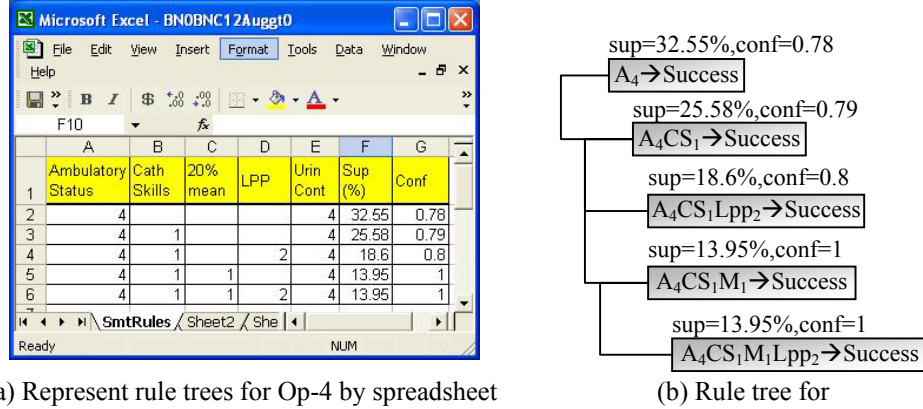 Microsoft Excel - BN0BNC12Auggt0
File Edit View Insert Format Tools Data Window
Help
B I $ .00 .00 A
F10 fx
A B C D E F G
1 Ambulatory Status Cath Skills 20% mean LPP Urin Cont Sup (%) Conf
2 4 4 32.55 0.78
3 4 1 4 25.58 0.79
4 4 1 2 4 18.6 0.8
5 4 1 1 4 13.95 1
6 4 1 1 2 4 13.95 1
SmtRules Sheet2 She
Ready NUM
a) Represent rule trees for Op-4 by spreadsheet
sup=32.55%,conf=0.78
A₄→Success
sup=25.58%,conf=0.79
A₄CS₁→Success
sup=18.6%,conf=0.8
A₄CS₁Lpp₂→Success
sup=13.95%,conf=1
A₄CS₁M₁→Success
sup=13.95%,conf=1
A₄CS₁M₁Lpp₂→Success
(b) Rule tree for